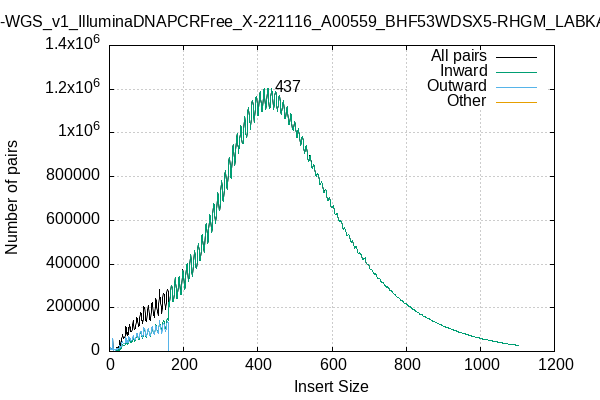 -WGS_v1_IlluminaDNAPCRFree_X-221116_A00559_BHF53WDSX5-RHGM_LABKA
1.4x10^6
1.2x10^6
1x10^6
800000
600000
400000
200000
0
Number of pairs
437
All pairs
Inward
Outward
Other
0 200 400 600 800 1000 1200
Insert Size